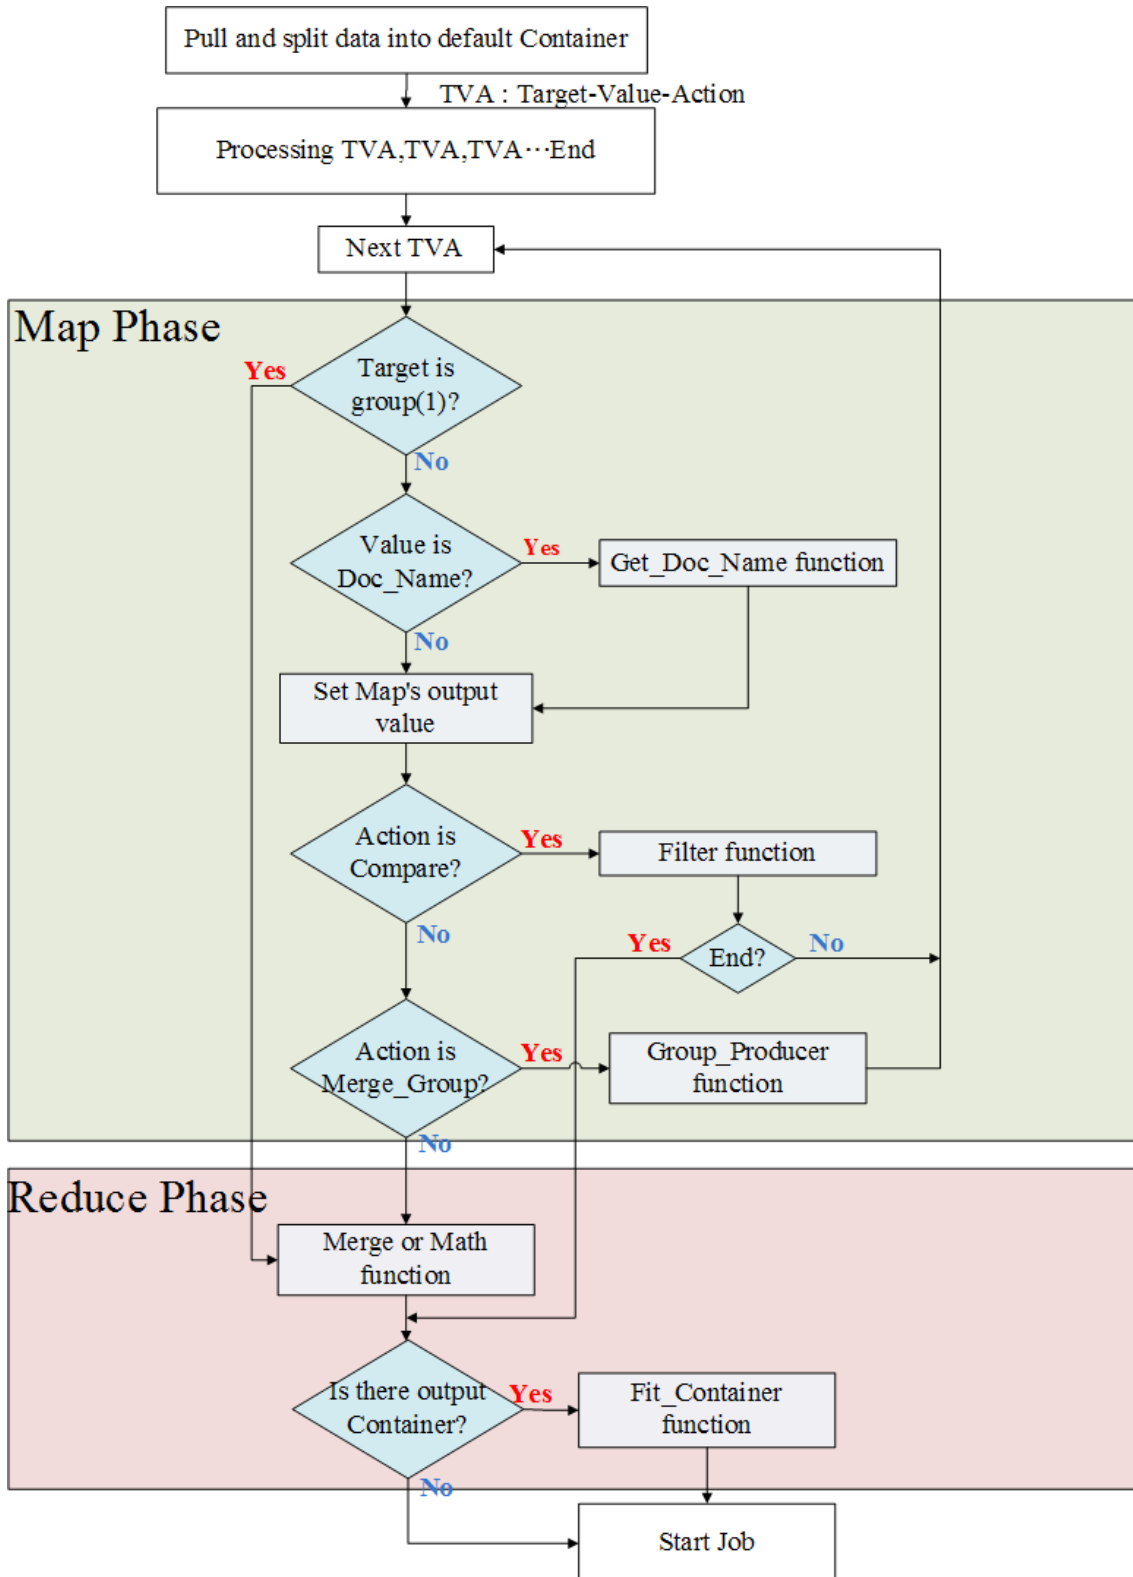 Pull and split data into default Container
TVA : Target-Value-Action
Processing TVA,TVA,TVA···End
Next TVA
Map Phase
Yes
Target is
group(1)?
No
Value is
Doc_Name?
Yes
Get_Doc_Name function
No
Set Map's output
value
Action is
Compare?
Yes
Filter function
No
Yes
End?
No
Action is
Merge_Group?
Yes
Group_Producer
function
No
Reduce Phase
Merge or Math
function
Is there output
Container?
Yes
Fit_Container
function
No
Start Job